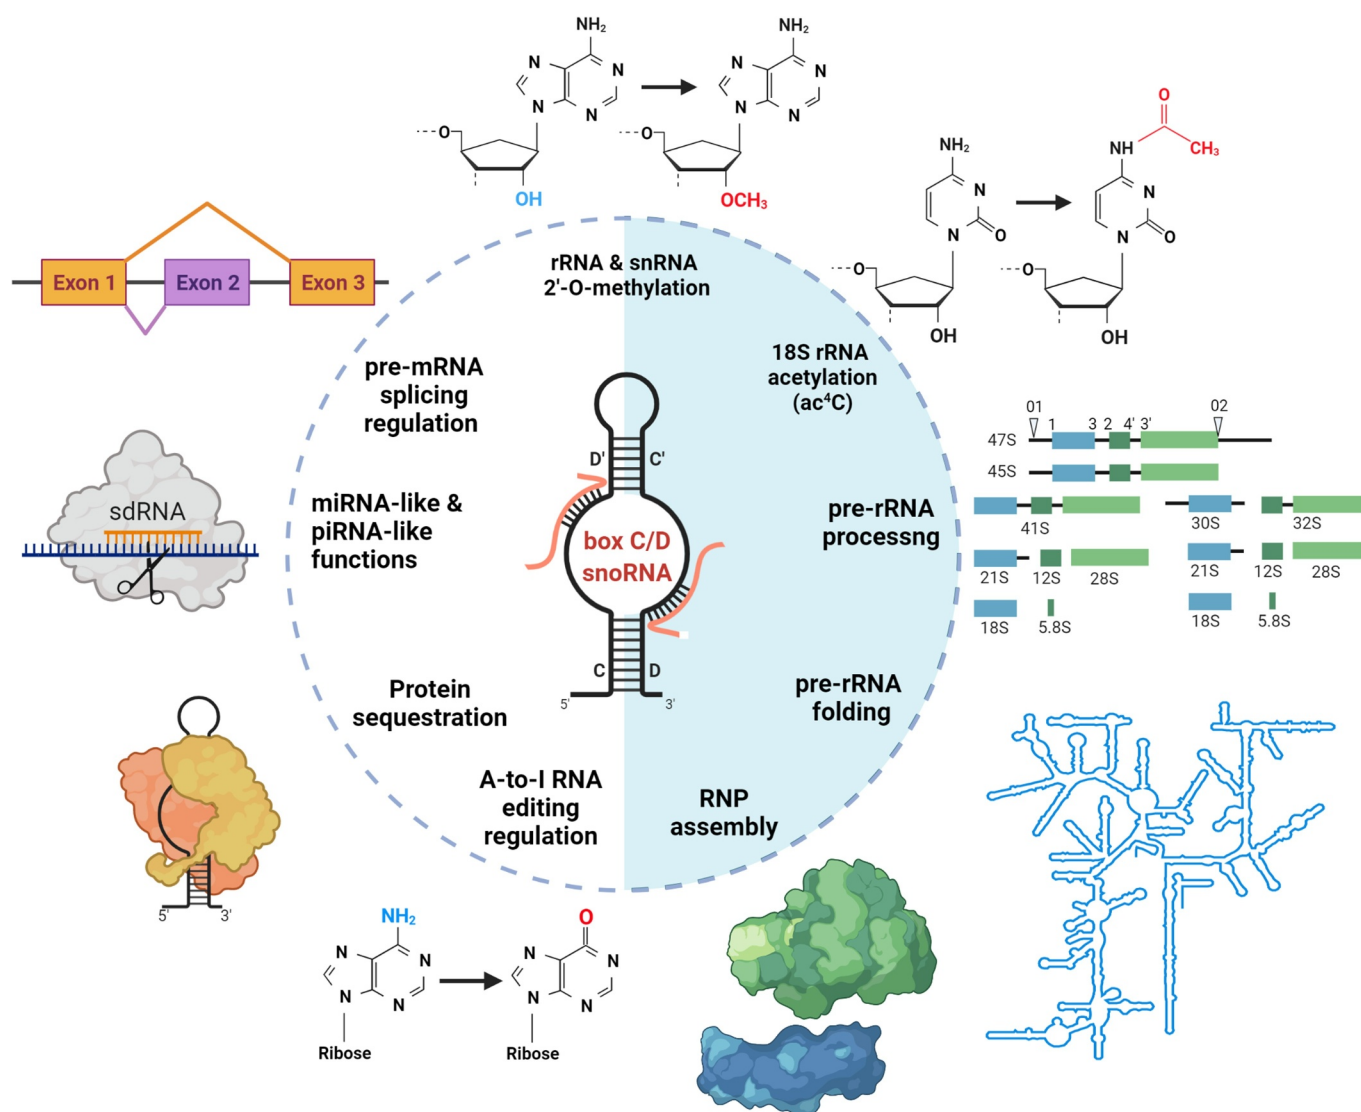 NH₂
N
N
N
N
O
OH
NH₂
N
N
N
N
O
OCH₃
NH₂
N
O
N
O
OH
O
NH
CH₃
N
O
N
O
OH
Exon 1
Exon 2
Exon 3
rRNA & snRNA
2'-O-methylation
18S rRNA
acetylation
(ac⁴C)
pre-mRNA
splicing
regulation
miRNA-like &
piRNA-like
functions
sdRNA
pre-rRNA
processng
01
02
1
3
2
4'
3'
47S
45S
41S
30S
32S
21S
12S
28S
21S
12S
28S
18S
5.8S
18S
5.8S
D'
C'
box C/D
snoRNA
C
D
5'
3'
Protein
sequestration
pre-rRNA
folding
A-to-I RNA
editing
regulation
RNP
assembly
5'
3'
NH₂
N
N
N
N
Ribose
O
N
N
N
N
Ribose